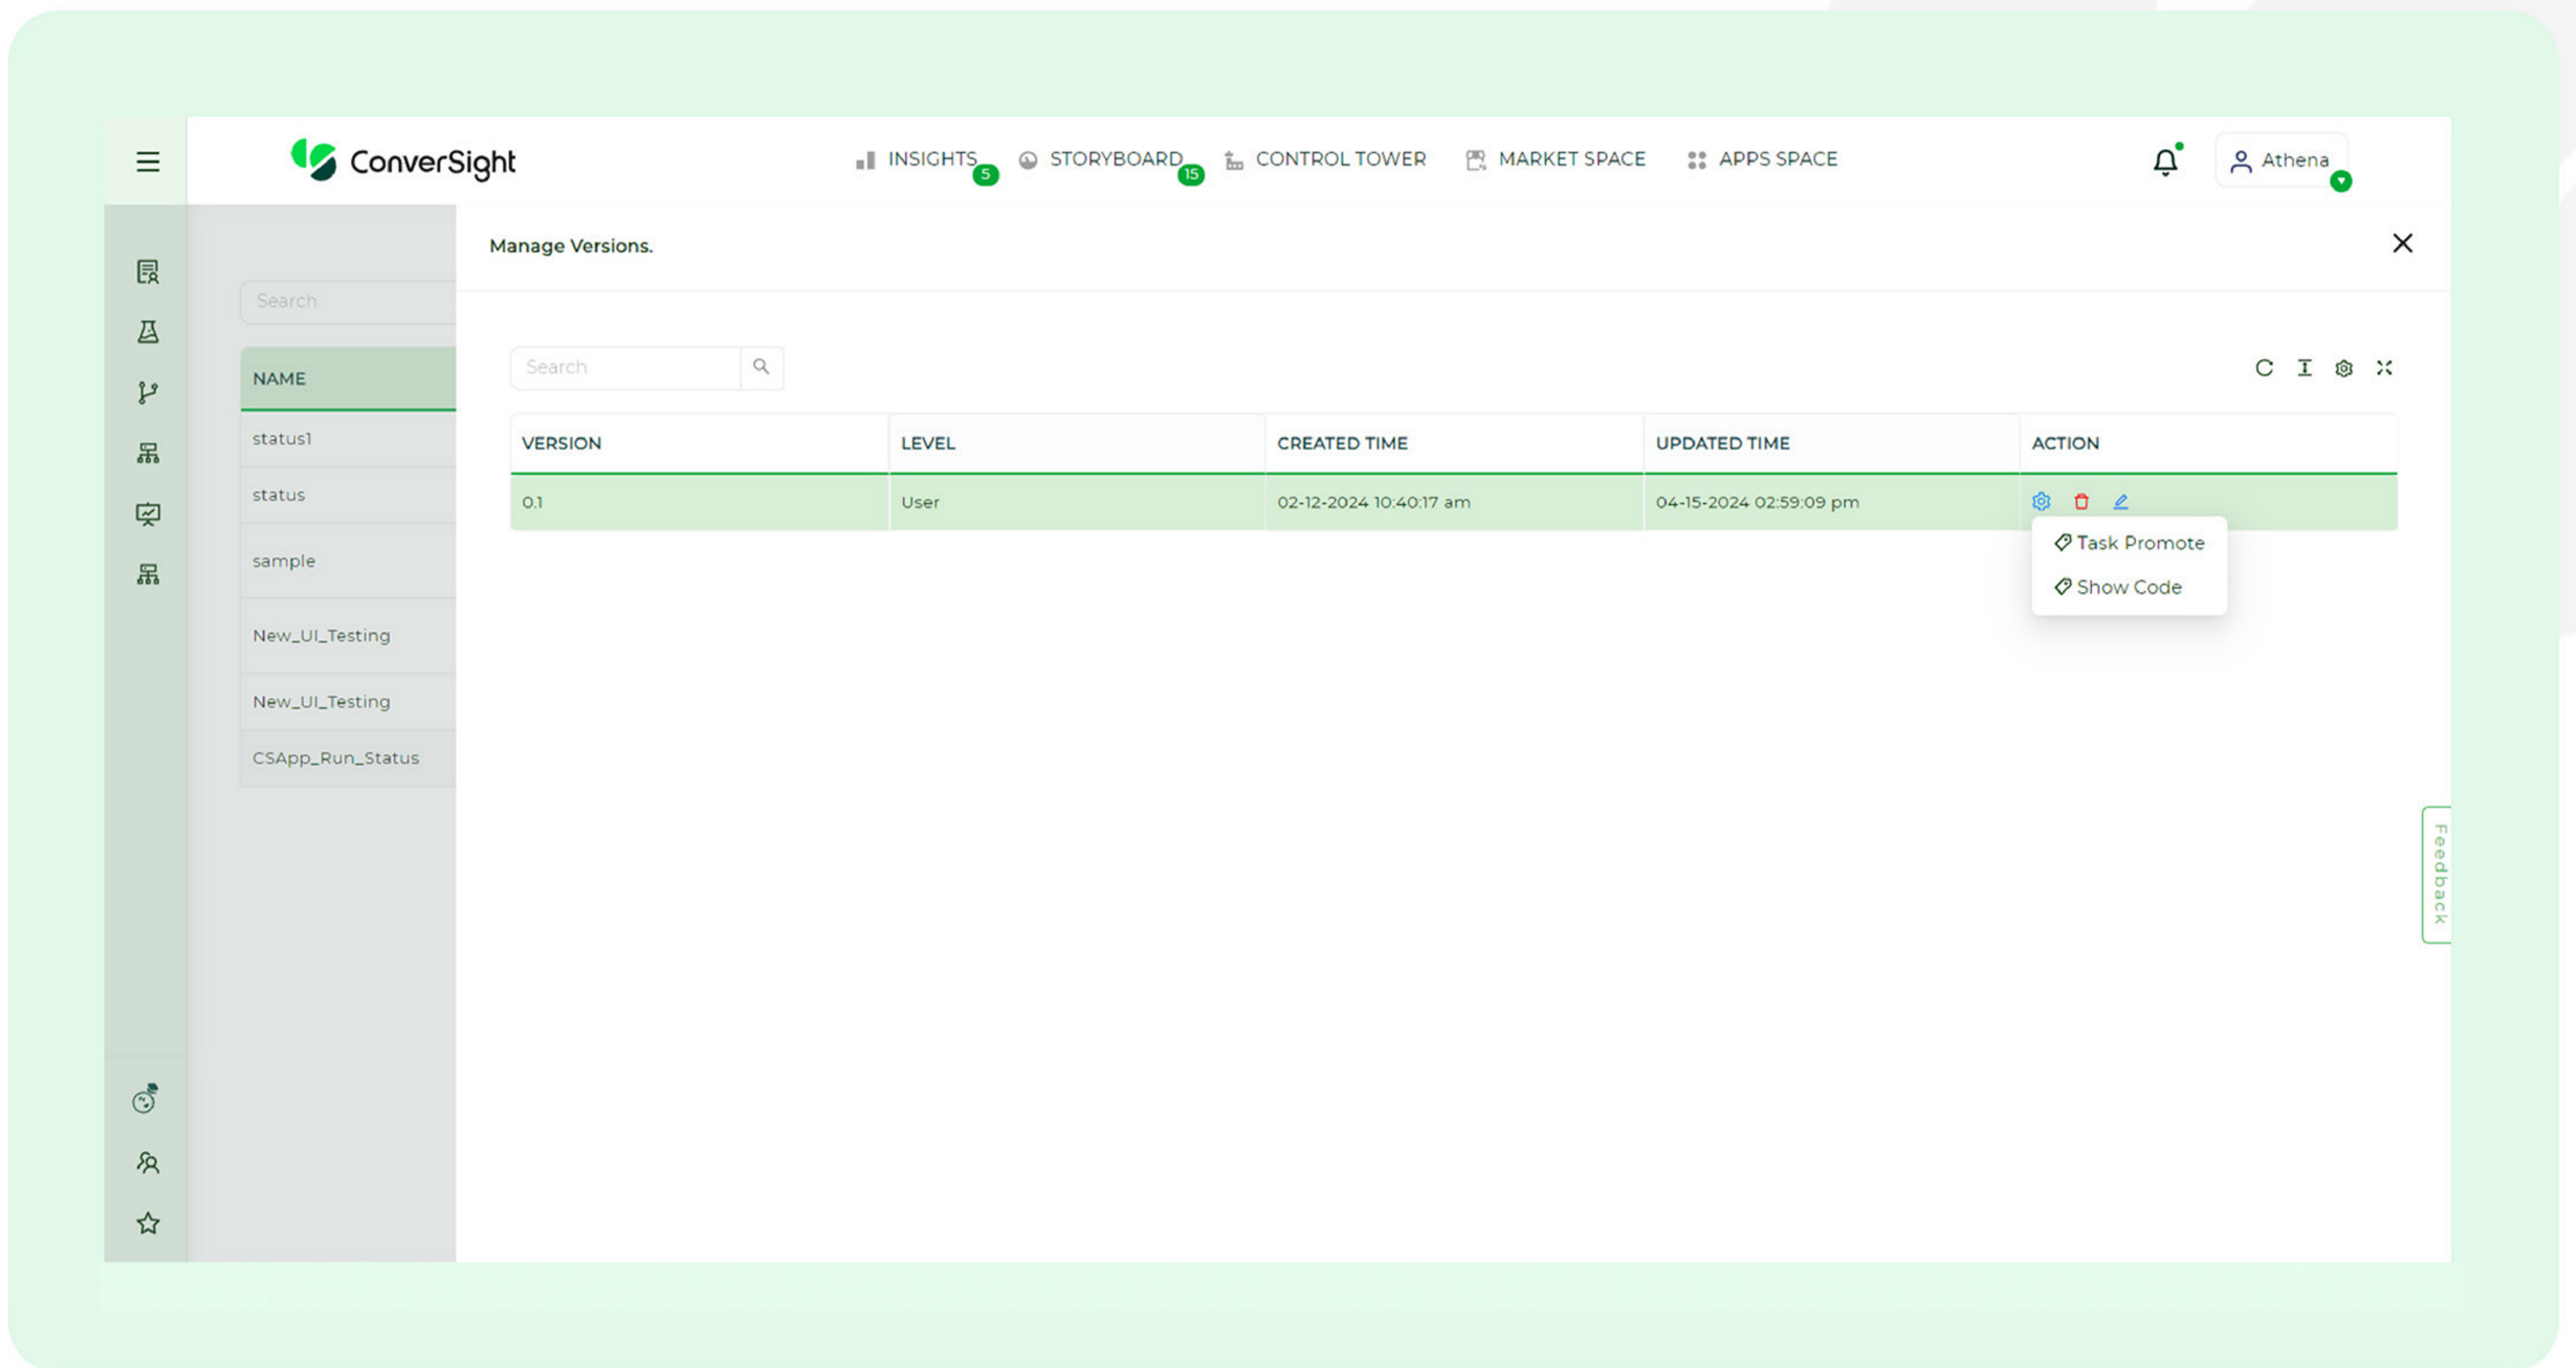 ConverSight
INSIGHTS 5 STORYBOARD 15 CONTROL TOWER MARKET SPACE APPS SPACE
Athena
Manage Versions.
Search
NAME
status1
status
sample
New_UI_Testing
New_UI_Testing
CSApp_Run_Status
Search
VERSION LEVEL CREATED TIME UPDATED TIME ACTION
0.1 User 02-12-2024 10:40:17 am 04-15-2024 02:59:09 pm
Task Promote
Show Code
Feedback